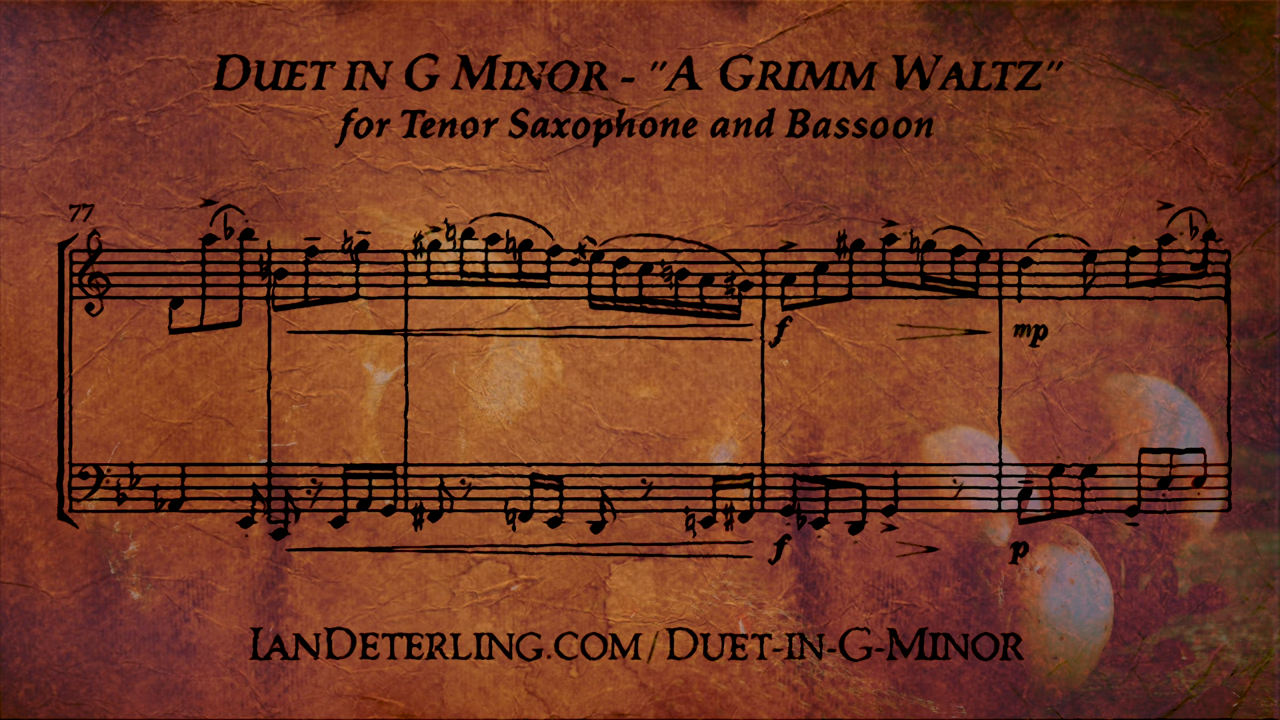 Duet in G Minor - "A Grimm Waltz"
for Tenor Saxophone and Bassoon
77
f
mp
f
p
IanDeterling.com/Duet-in-G-Minor